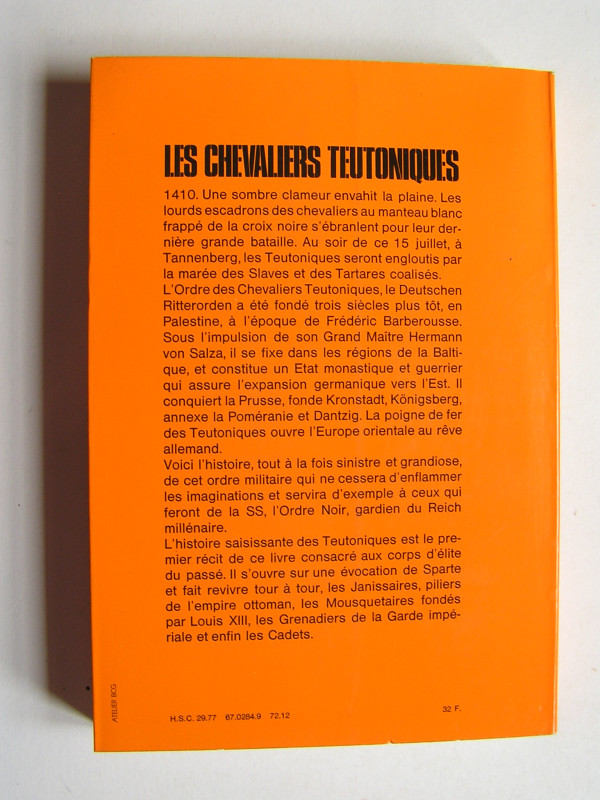 LES CHEVALIERS TEUTONIQUES
1410. Une sombre clameur envahit la plaine. Les
lourds escadrons des chevaliers au manteau blanc
frappé de la croix noire s'ébranlent pour leur der-
nière grande bataille. Au soir de ce 15 juillet, à
Tannenberg, les Teutoniques seront engloutis par
la marée des Slaves et des Tartares coalisés.
L'Ordre des Chevaliers Teutoniques, le Deutschen
Ritterorden a été fondé trois siècles plus tôt, en
Palestine, à l'époque de Frédéric Barberousse.
Sous l'impulsion de son Grand Maître Hermann
von Salza, il se fixe dans les régions de la Balti-
que, et constitue un Etat monastique et guerrier
qui assure l'expansion germanique vers l'Est. Il
conquiert la Prusse, fonde Kronstadt, Königsberg,
annexe la Poméranie et Dantzig. La poigne de fer
des Teutoniques ouvre l'Europe orientale au rêve
allemand.
Voici l'histoire, tout à la fois sinistre et grandiose,
de cet ordre militaire qui ne cessera d'enflammer
les imaginations et servira d'exemple à ceux qui
feront de la SS, l'Ordre Noir, gardien du Reich
millénaire.
L'histoire saisissante des Teutoniques est le pre-
mier récit de ce livre consacré aux corps d'élite
du passé. Il s'ouvre sur une évocation de Sparte
et fait revivre tour à tour, les Janissaires, piliers
de l'empire ottoman, les Mousquetaires fondés
par Louis XIII, les Grenadiers de la Garde impé-
riale et enfin les Cadets.
ATELIER BCG
H.S.C. 29.77 67.0284.9 72.12
32 F.